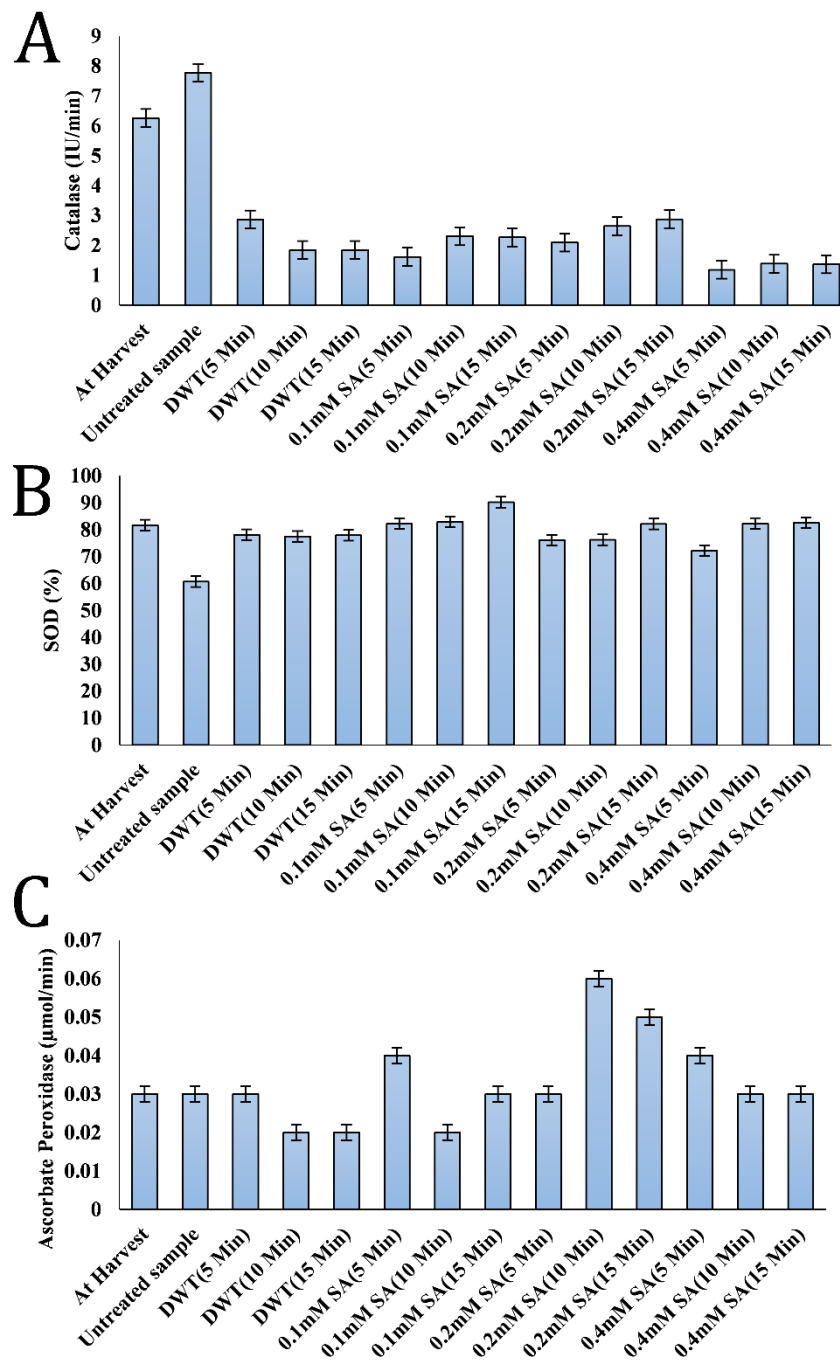 A
Catalase (IU/min)
9
8
7
6
5
4
3
2
1
0
At Harvest
Untreated sample
DWT(5 Min)
DWT(10 Min)
DWT(15 Min)
0.1mM SA(5 Min)
0.1mM SA(10 Min)
0.1mM SA(15 Min)
0.2mM SA(5 Min)
0.2mM SA(10 Min)
0.2mM SA(15 Min)
0.4mM SA(5 Min)
0.4mM SA(10 Min)
0.4mM SA(15 Min)
B
SOD (%)
100
90
80
70
60
50
40
30
20
10
0
At Harvest
Untreated sample
DWT(5 Min)
DWT(10 Min)
DWT(15 Min)
0.1mM SA(5 Min)
0.1mM SA(10 Min)
0.1mM SA(15 Min)
0.2mM SA(5 Min)
0.2mM SA(10 Min)
0.2mM SA(15 Min)
0.4mM SA(5 Min)
0.4mM SA(10 Min)
0.4mM SA(15 Min)
C
Ascorbate Peroxidase (µmol/min)
0.07
0.06
0.05
0.04
0.03
0.02
0.01
0
At Harvest
Untreated sample
DWT(5 Min)
DWT(10 Min)
DWT(15 Min)
0.1mM SA(5 Min)
0.1mM SA(10 Min)
0.1mM SA(15 Min)
0.2mM SA(5 Min)
0.2mM SA(10 Min)
0.2mM SA(15 Min)
0.4mM SA(5 Min)
0.4mM SA(10 Min)
0.4mM SA(15 Min)